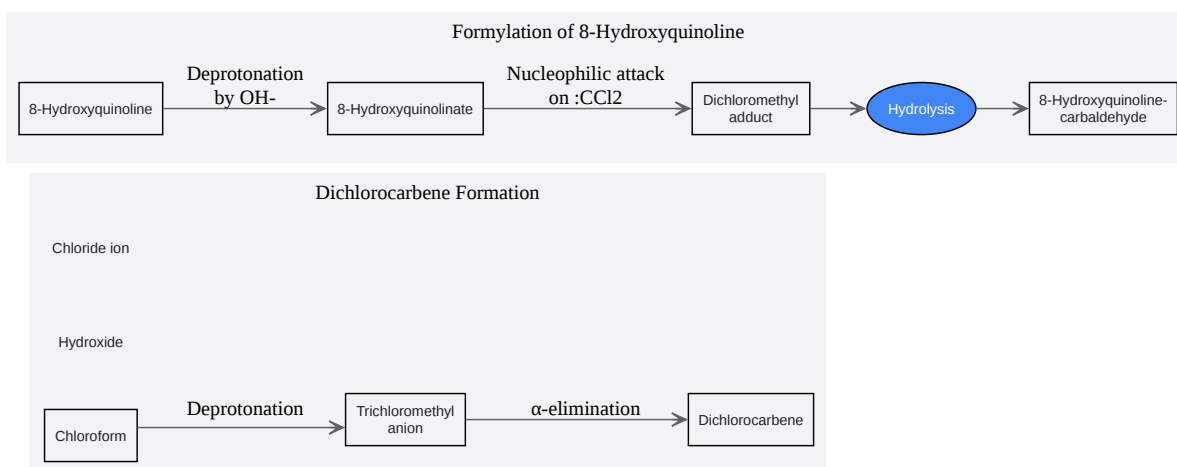 Formylation of 8-Hydroxyquinoline
8-Hydroxyquinoline
Deprotonation
by OH-
8-Hydroxyquinolinate
Nucleophilic attack
on :CCl2
Dichloromethyl
adduct
Hydrolysis
8-Hydroxyquinoline-
carbaldehyde
Dichlorocarbene Formation
Chloride ion
Hydroxide
Chloroform
Deprotonation
Trichloromethyl
anion
α-elimination
Dichlorocarbene